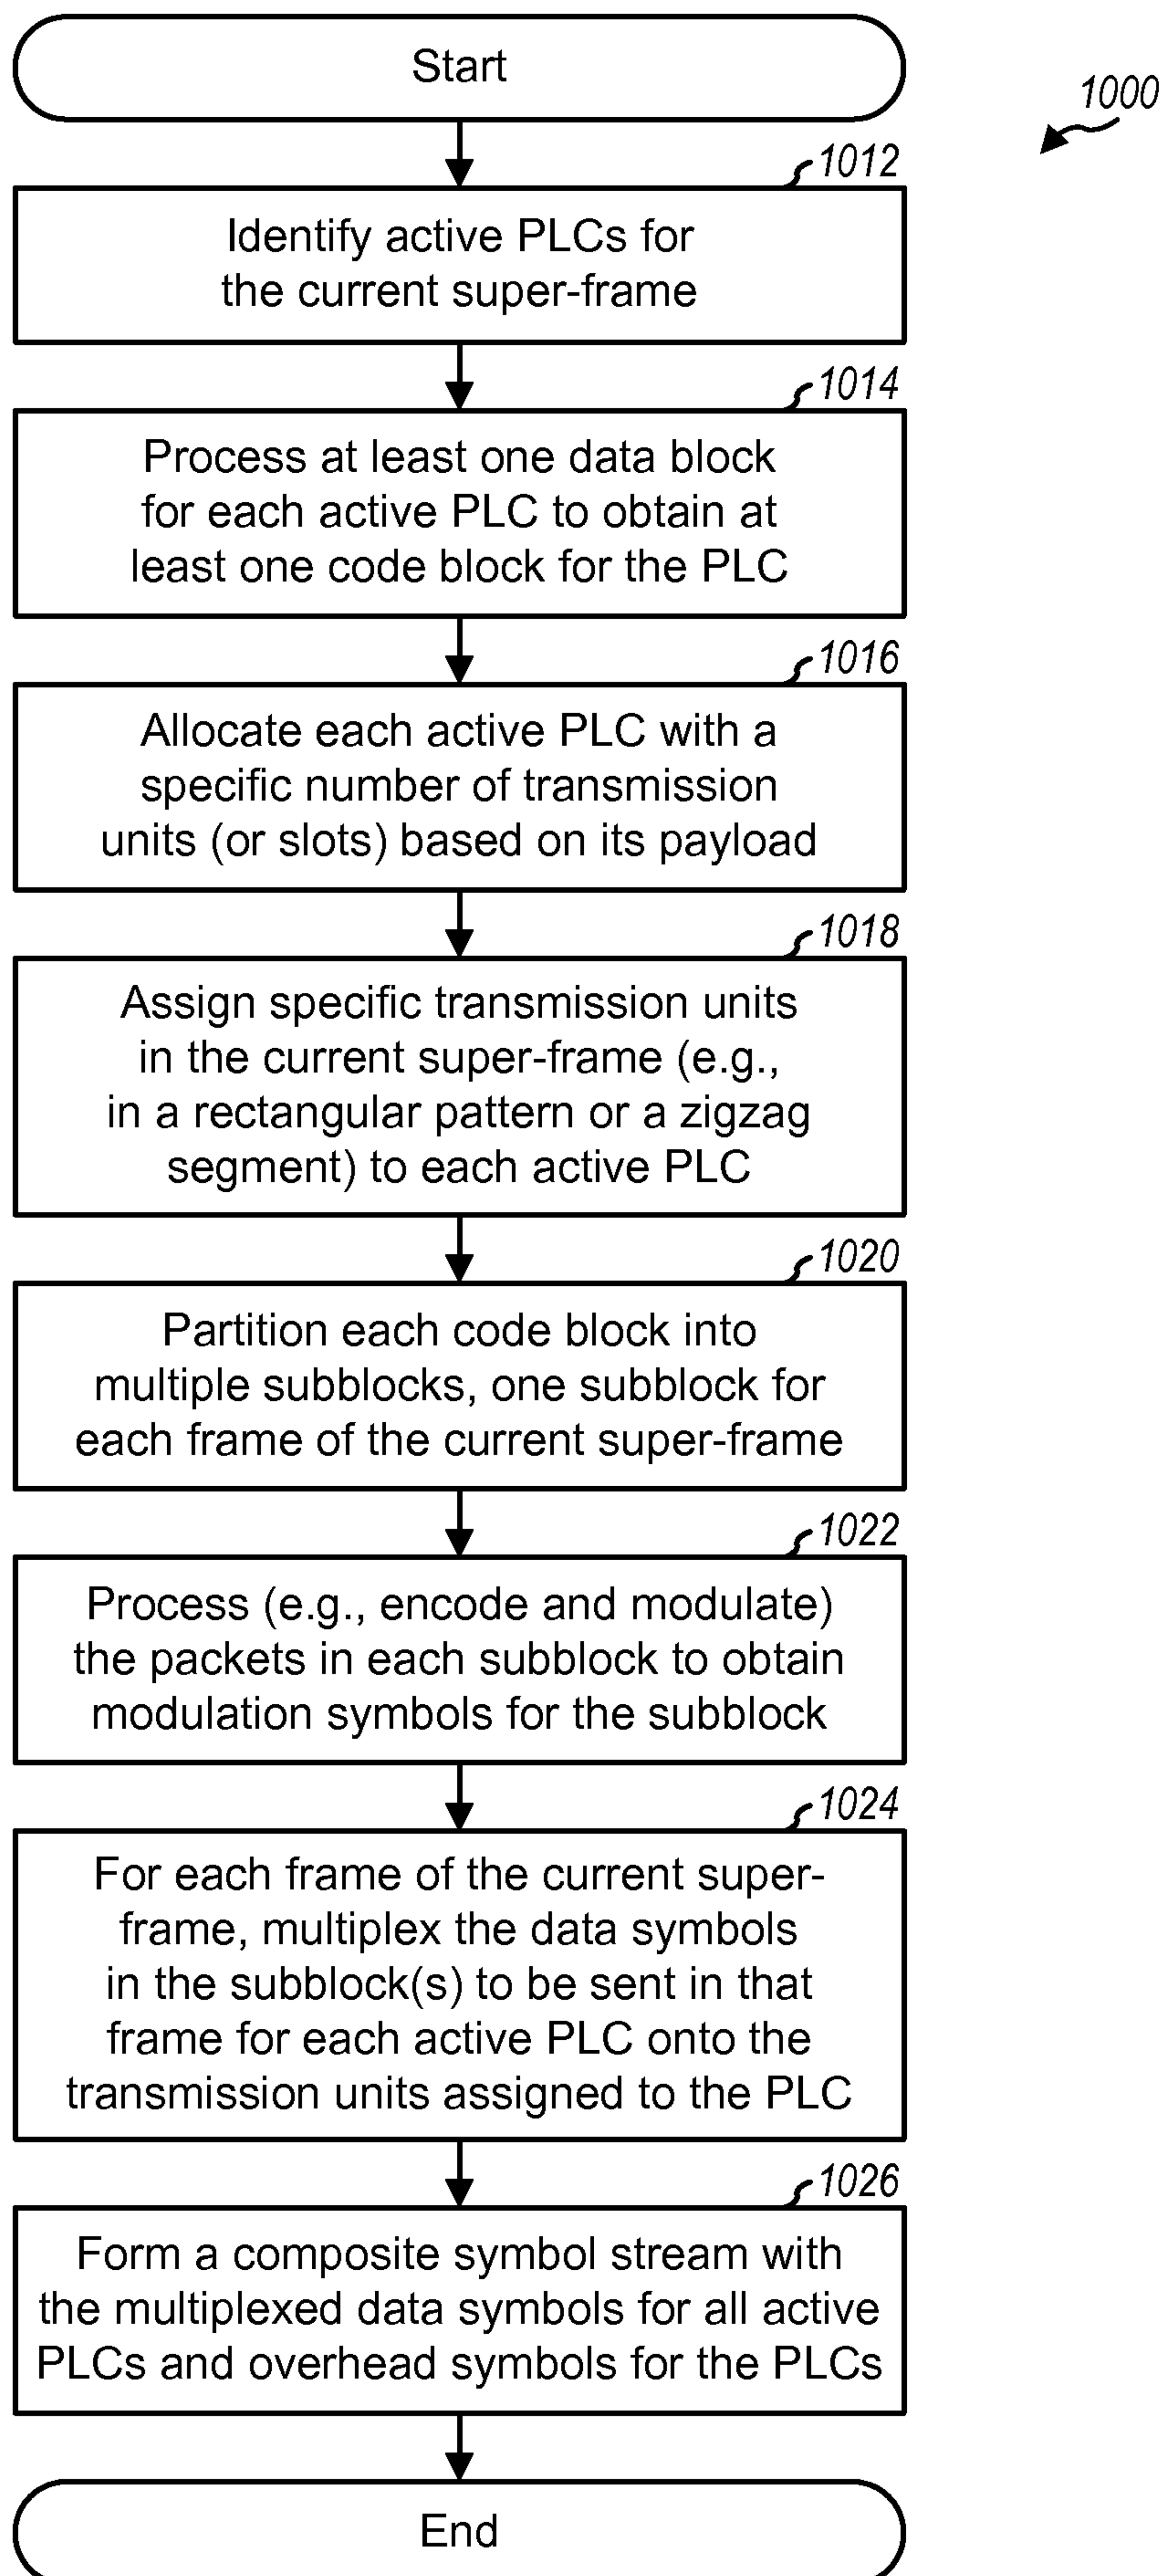 Start
1000
1012
Identify active PLCs for
the current super-frame
1014
Process at least one data block
for each active PLC to obtain at
least one code block for the PLC
1016
Allocate each active PLC with a
specific number of transmission
units (or slots) based on its payload
1018
Assign specific transmission units
in the current super-frame (e.g.,
in a rectangular pattern or a zigzag
segment) to each active PLC
1020
Partition each code block into
multiple subblocks, one subblock for
each frame of the current super-frame
1022
Process (e.g., encode and modulate)
the packets in each subblock to obtain
modulation symbols for the subblock
1024
For each frame of the current super-
frame, multiplex the data symbols
in the subblock(s) to be sent in that
frame for each active PLC onto the
transmission units assigned to the PLC
1026
Form a composite symbol stream with
the multiplexed data symbols for all active
PLCs and overhead symbols for the PLCs
End